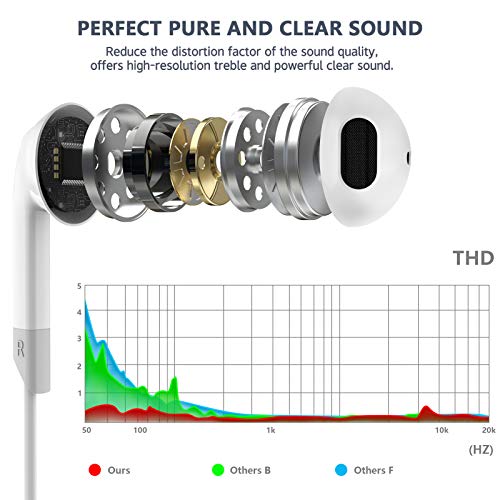 PERFECT PURE AND CLEAR SOUND
Reduce the distortion factor of the sound quality,
offers high-resolution treble and powerful clear sound.
R
THD
5
4
3
2
1
50 100 1k 10k 20k
(HZ)
Ours Others B Others F